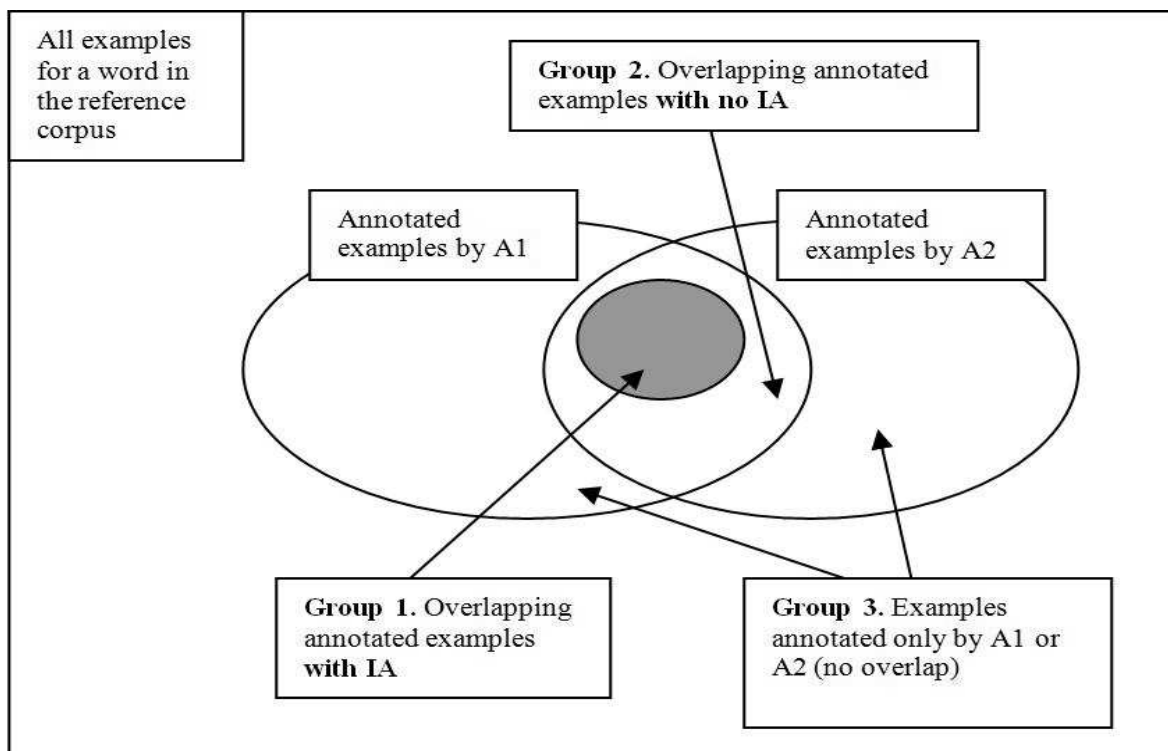 All examples
for a word in
the reference
corpus
Group 2. Overlapping annotated
examples with no IA
Annotated
examples by A1
Annotated
examples by A2
Group 1. Overlapping
annotated examples
with IA
Group 3. Examples
annotated only by A1 or
A2 (no overlap)